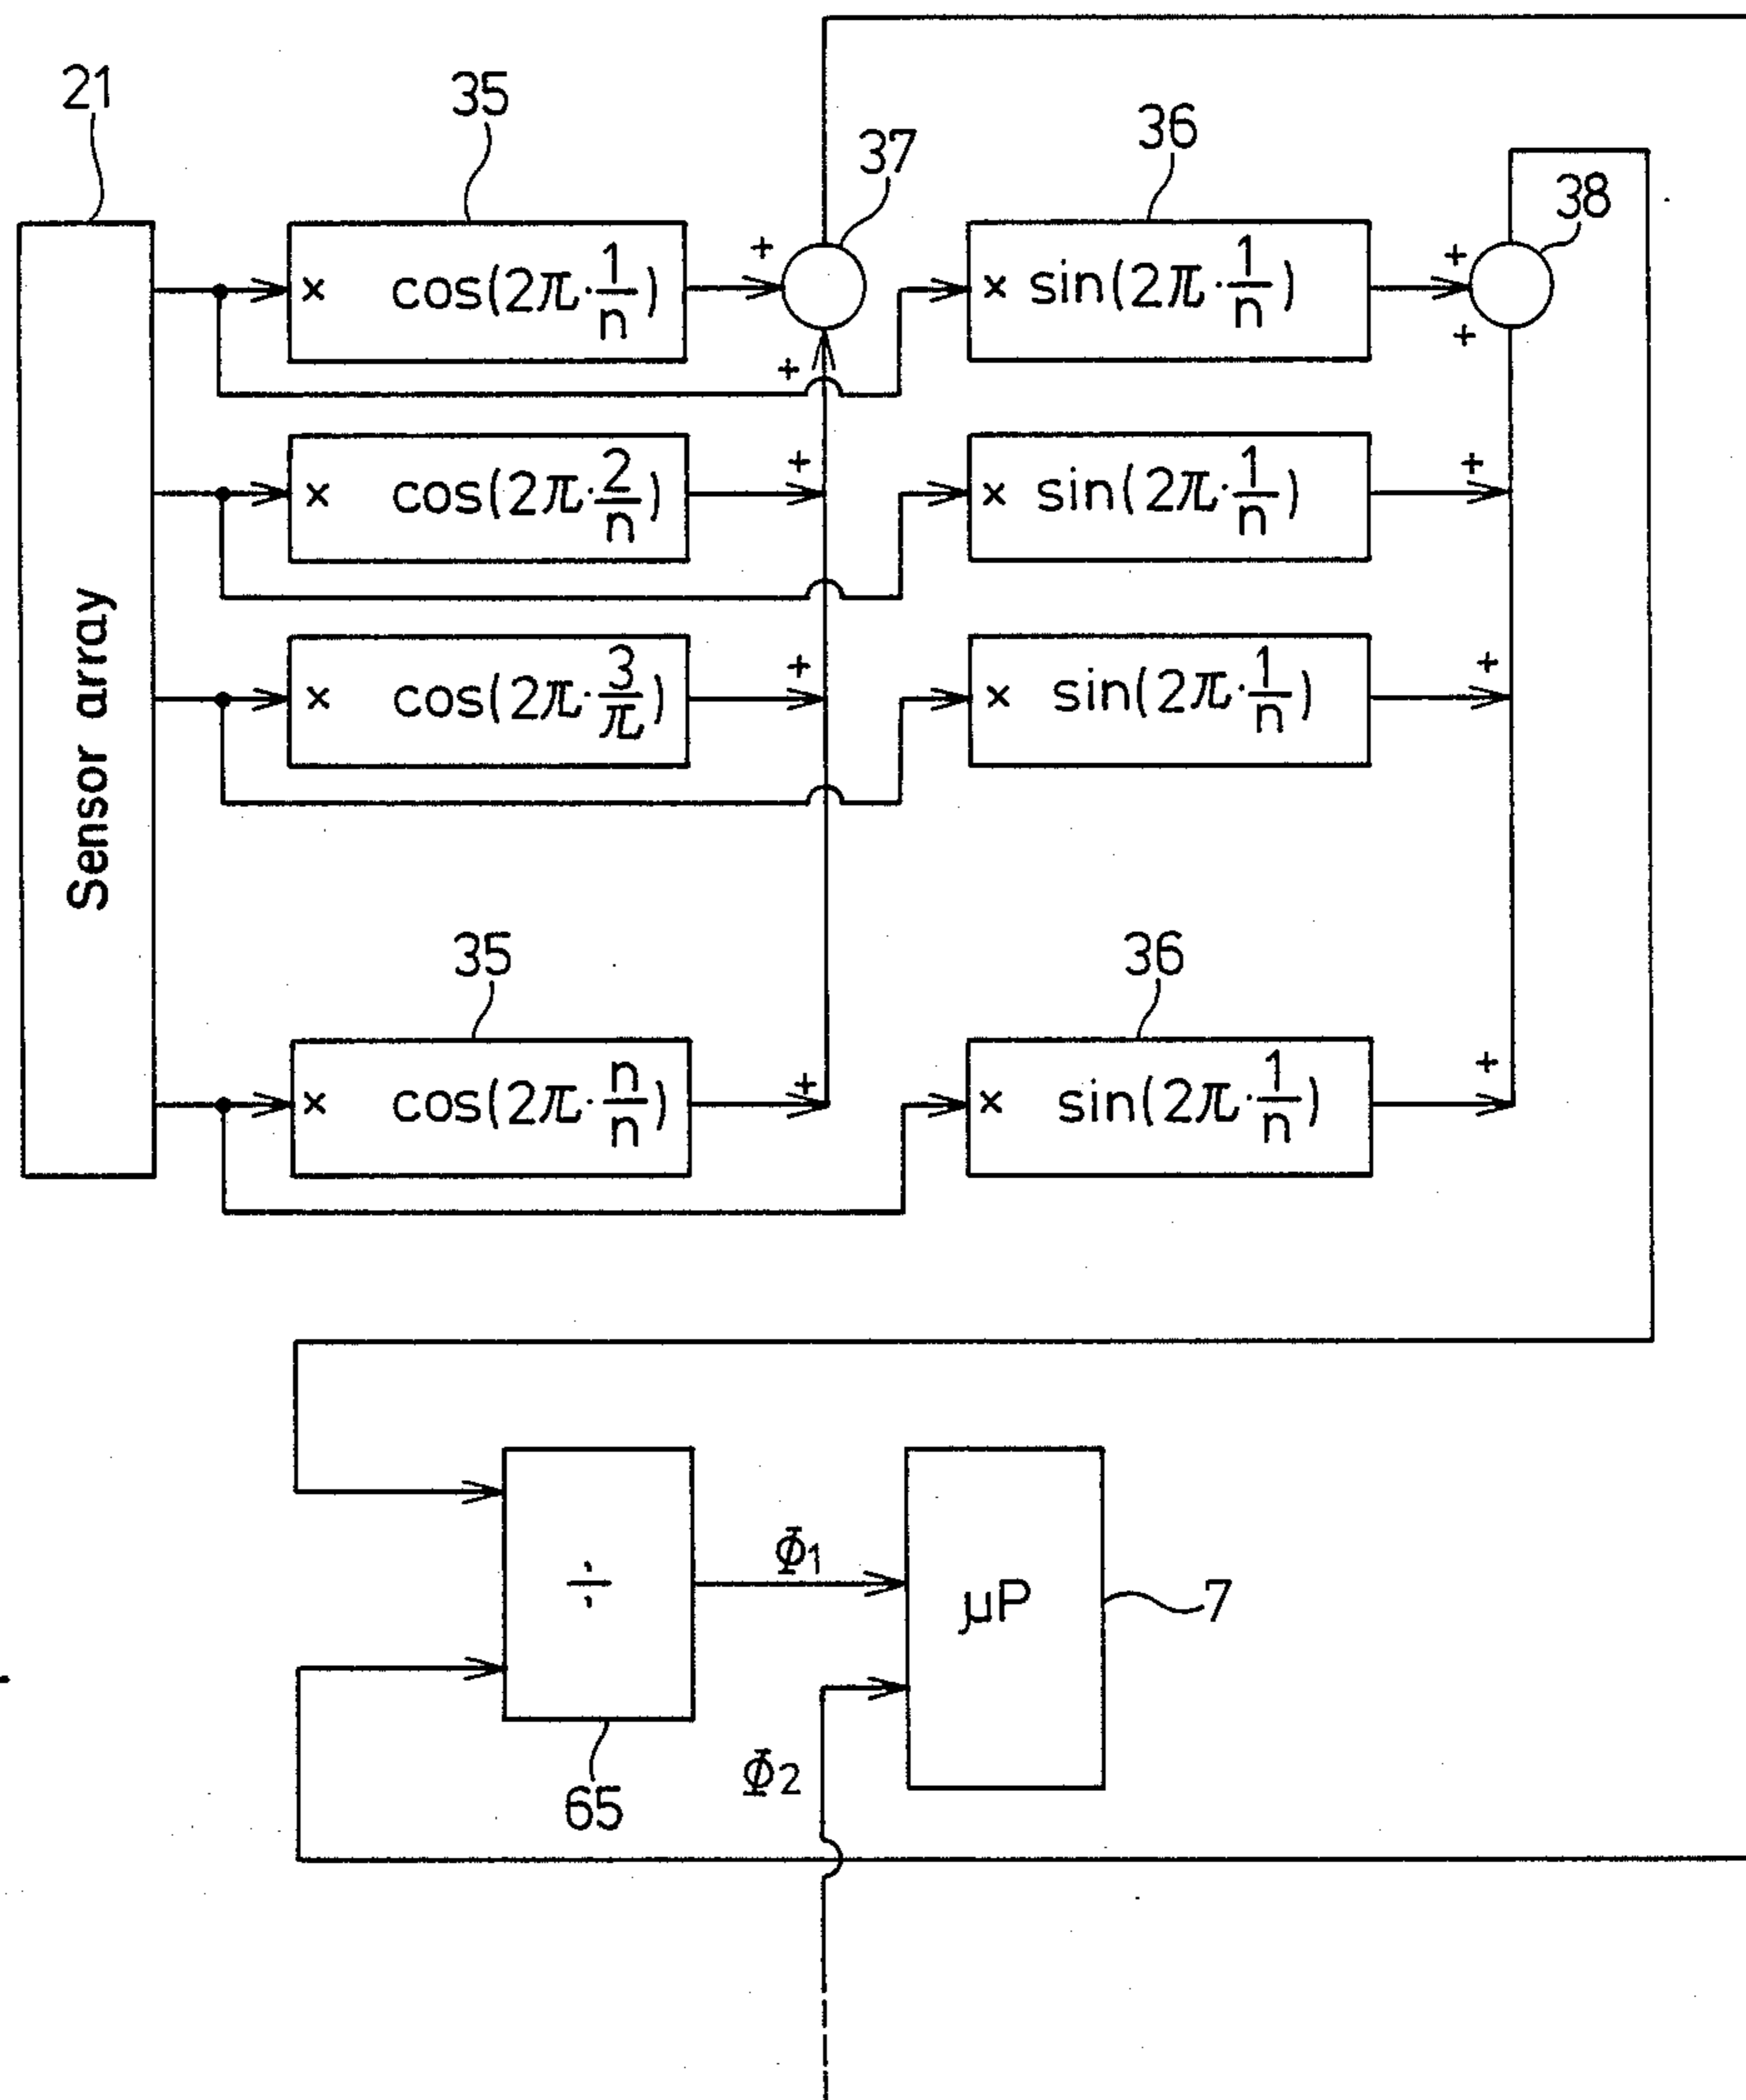 21
35
37
36
38
× cos(2π·1/n)
+
+
× sin(2π·1/n)
+
+
× cos(2π·2/n)
+
× sin(2π·1/n)
+
Sensor array
× cos(2π·3/π)
+
× sin(2π·1/n)
+
35
36
× cos(2π·n/n)
+
× sin(2π·1/n)
+
÷
Φ1
μP
7
Φ2
65